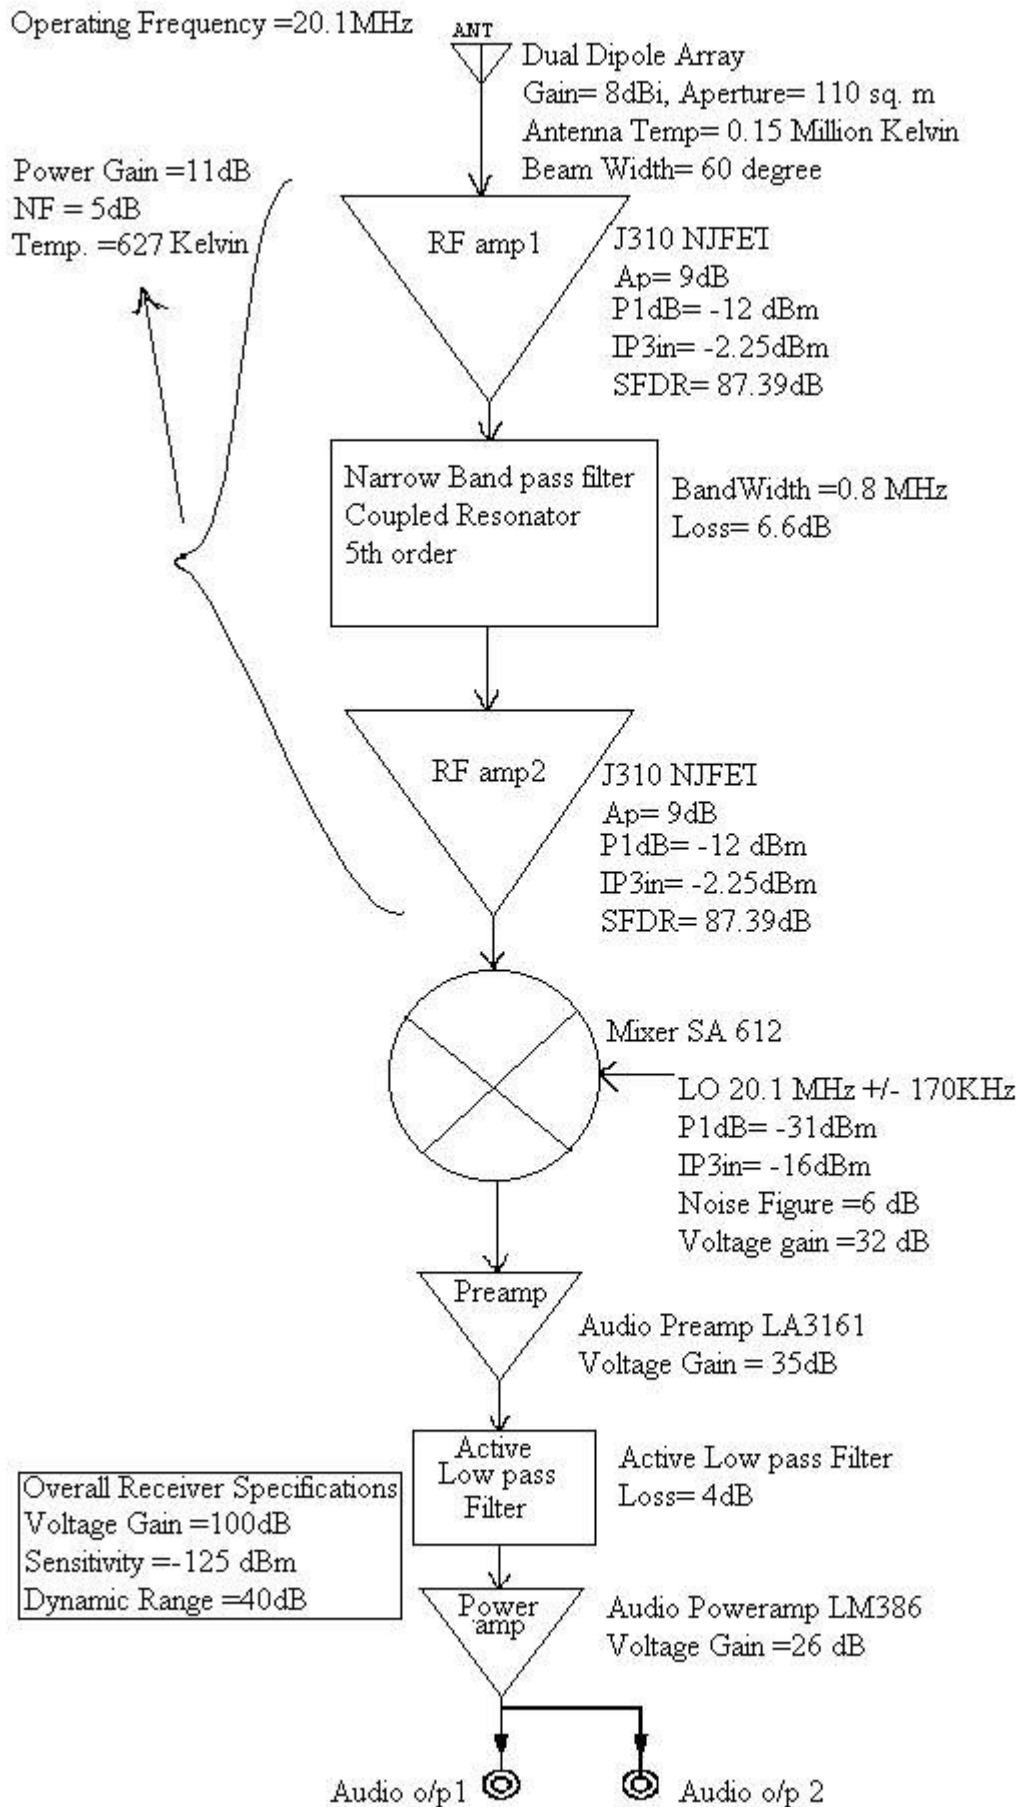 Operating Frequency =20.1MHz
ANT
Dual Dipole Array
Gain= 8dBi, Aperture= 110 sq. m
Antenna Temp= 0.15 Million Kelvin
Beam Width= 60 degree
Power Gain =11dB
NF = 5dB
Temp. =627 Kelvin
RF amp1
J310 NJFET
Ap= 9dB
P1dB= -12 dBm
IP3in= -2.25dBm
SFDR= 87.39dB
Narrow Band pass filter
Coupled Resonator
5th order
BandWidth =0.8 MHz
Loss= 6.6dB
RF amp2
J310 NJFET
Ap= 9dB
P1dB= -12 dBm
IP3in= -2.25dBm
SFDR= 87.39dB
Mixer SA 612
LO 20.1 MHz +/- 170KHz
P1dB= -31dBm
IP3in= -16dBm
Noise Figure =6 dB
Voltage gain =32 dB
Preamp
Audio Preamp LA3161
Voltage Gain = 35dB
Active
Low pass
Filter
Active Low pass Filter
Loss= 4dB
Overall Receiver Specifications
Voltage Gain =100dB
Sensitivity =-125 dBm
Dynamic Range =40dB
Power
amp
Audio Poweramp LM386
Voltage Gain =26 dB
Audio o/p1
Audio o/p 2